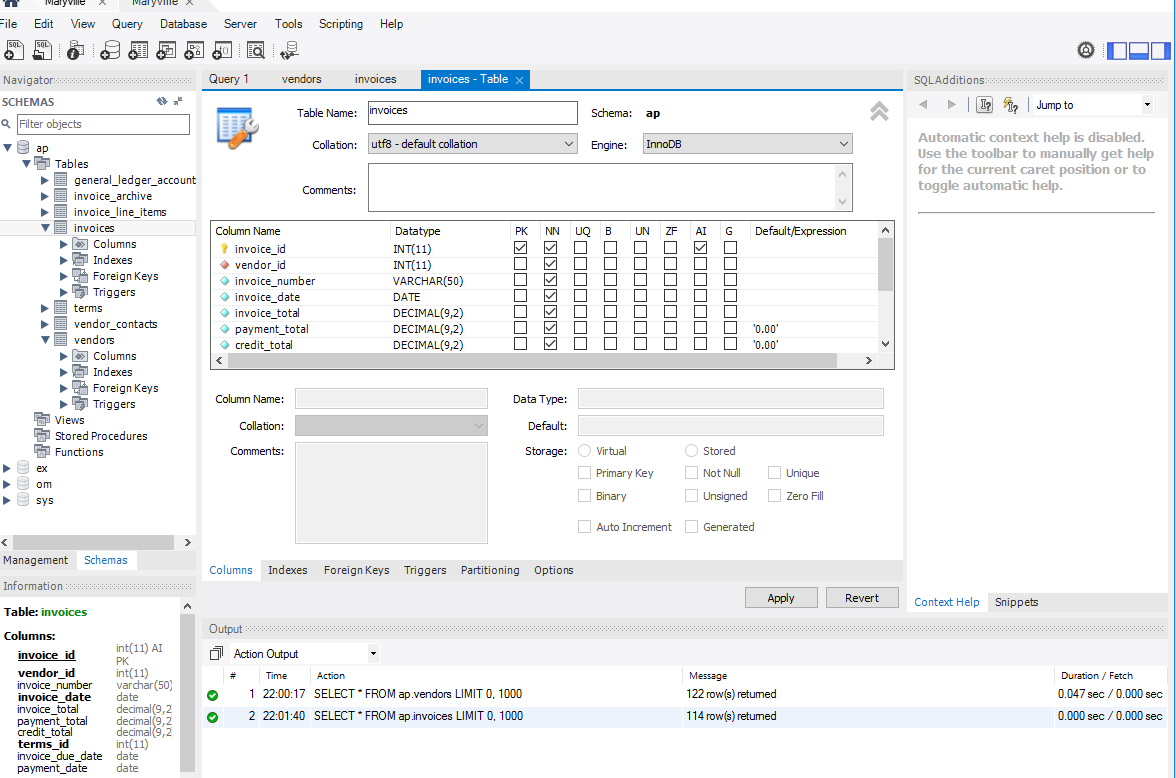 Maryville × Maryville ×
File Edit View Query Database Server Tools Scripting Help
Navigator
SCHEMAS
Filter objects
ap
Tables
general_ledger_account
invoice_archive
invoice_line_items
invoices
Columns
Indexes
Foreign Keys
Triggers
terms
vendor_contacts
vendors
Columns
Indexes
Foreign Keys
Triggers
Views
Stored Procedures
Functions
ex
om
sys
Management Schemas
Information
Table: invoices
Columns:
invoice_id int(11) AI
PK
vendor_id int(11)
invoice_number varchar(50)
invoice_date date
invoice_total decimal(9,2
payment_total decimal(9,2
credit_total decimal(9,2
terms_id int(11)
invoice_due_date date
payment_date date
Query 1 vendors invoices invoices - Table ×
Table Name: invoices Schema: ap
Collation: utf8 - default collation Engine: InnoDB
Comments:
Column Name Datatype PK NN UQ B UN ZF AI G Default/Expression
invoice_id INT(11)
vendor_id INT(11)
invoice_number VARCHAR(50)
invoice_date DATE
invoice_total DECIMAL(9,2)
payment_total DECIMAL(9,2) '0.00'
credit_total DECIMAL(9,2) '0.00'
Column Name: Data Type:
Collation: Default:
Comments: Storage: Virtual Stored
Primary Key Not Null Unique
Binary Unsigned Zero Fill
Auto Increment Generated
Columns Indexes Foreign Keys Triggers Partitioning Options
Apply Revert
SQLAdditions
Jump to
Automatic context help is disabled.
Use the toolbar to manually get help
for the current caret position or to
toggle automatic help.
Context Help Snippets
Output
Action Output
# Time Action Message Duration / Fetch
1 22:00:17 SELECT * FROM ap.vendors LIMIT 0, 1000 122 row(s) returned 0.047 sec / 0.000 sec
2 22:01:40 SELECT * FROM ap.invoices LIMIT 0, 1000 114 row(s) returned 0.000 sec / 0.000 sec